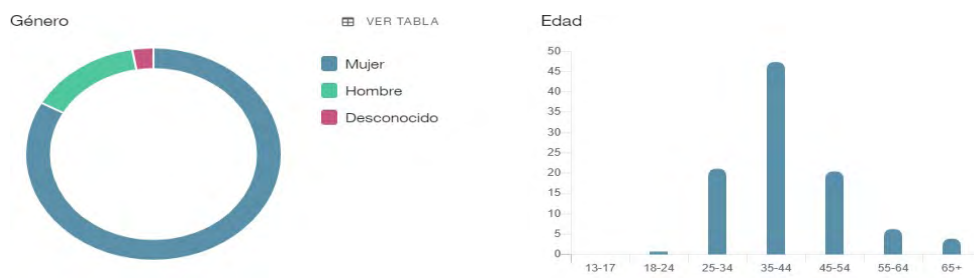 Género
VER TABLA
Mujer
Hombre
Desconocido
Edad
50
45
40
35
30
25
20
15
10
5
0
13-17 18-24 25-34 35-44 45-54 55-64 65+